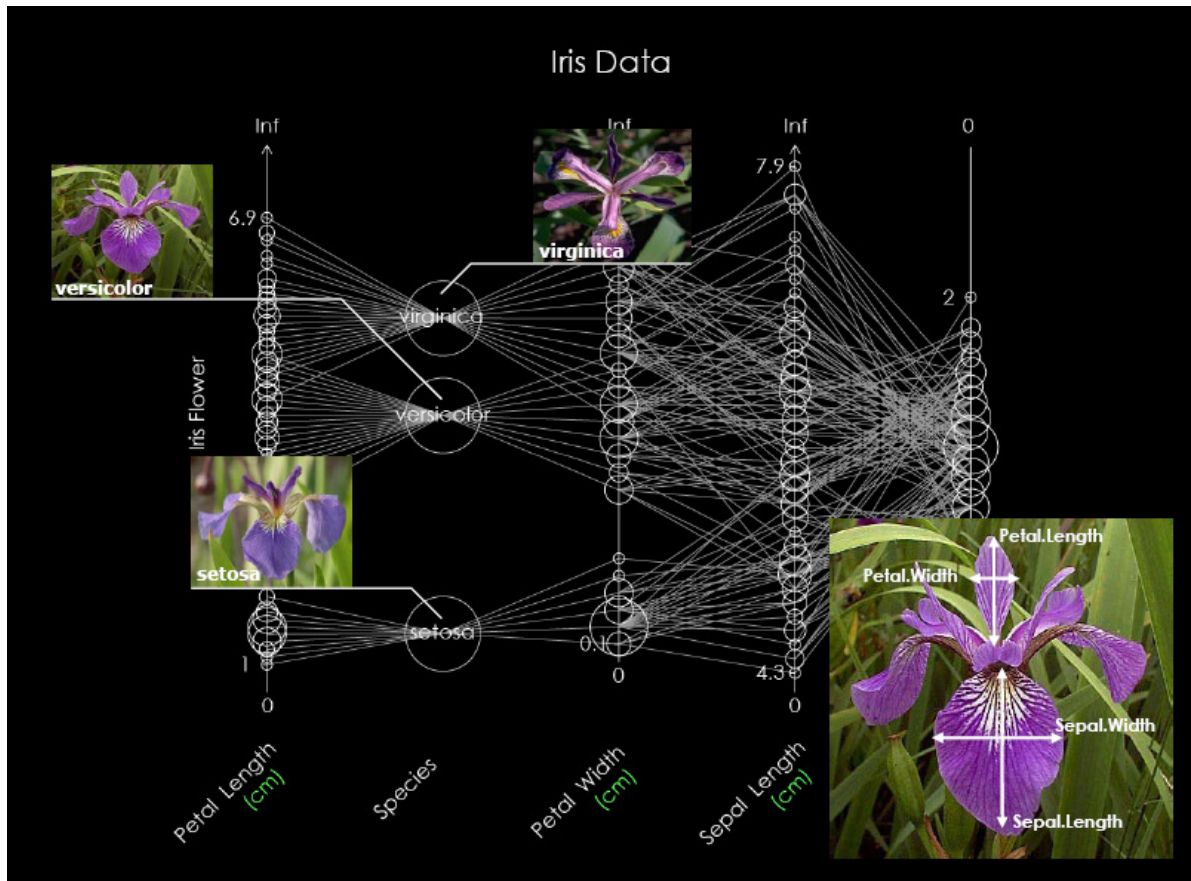 Iris Data
Inf
Inf
Inf
0
7.9
6.9
virginica
versicolor
2
virginica
Iris Flower
versicolor
Petal.Length
Petal.Width
setosa
setosa
0.1
1
0
4.3
0
0
Sepal.Width
Sepal.Length
Petal Length
(cm)
Species
Petal Width
(cm)
Sepal Length
(cm)